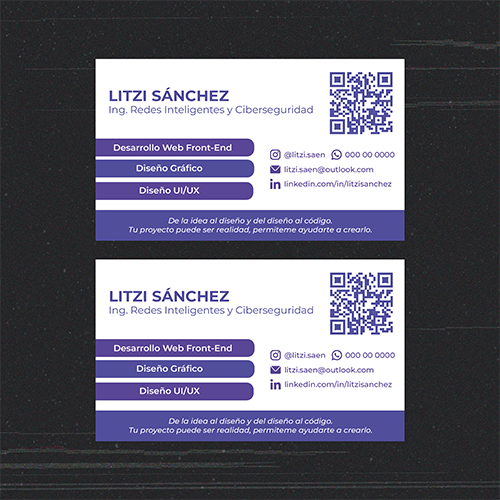 LITZI SÁNCHEZ
Ing. Redes Inteligentes y Ciberseguridad
Desarrollo Web Front-End
Diseño Gráfico
Diseño UI/UX
@litzi.saen 000 00 0000
litzi.saen@outlook.com
linkedin.com/in/litzisanchez
De la idea al diseño y del diseño al código.
Tu proyecto puede ser realidad, permiteme ayudarte a crearlo.
LITZI SÁNCHEZ
Ing. Redes Inteligentes y Ciberseguridad
Desarrollo Web Front-End
Diseño Gráfico
Diseño UI/UX
@litzi.saen 000 00 0000
litzi.saen@outlook.com
linkedin.com/in/litzisanchez
De la idea al diseño y del diseño al código.
Tu proyecto puede ser realidad, permiteme ayudarte a crearlo.